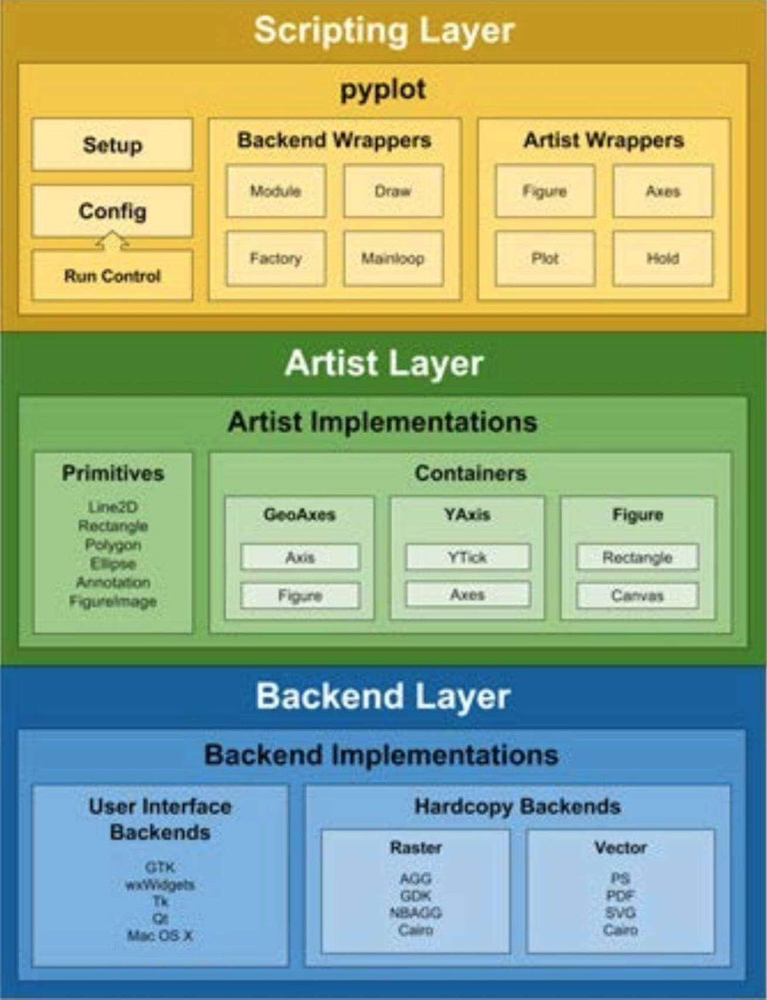 Scripting Layer
pyplot
Setup
Config
Run Control
Backend Wrappers
Module
Draw
Factory
Mainloop
Artist Wrappers
Figure
Axes
Plot
Hold
Artist Layer
Artist Implementations
Primitives
Line2D
Rectangle
Polygon
Ellipse
Annotation
FigureImage
Containers
GeoAxes
Axis
Figure
YAxis
YTick
Axes
Figure
Rectangle
Canvas
Backend Layer
Backend Implementations
User Interface
Backends
GTK
wxWidgets
Tk
Qt
Mac OS X
Hardcopy Backends
Raster
AGG
GDK
NBAGG
Cairo
Vector
PS
PDF
SVG
Cairo